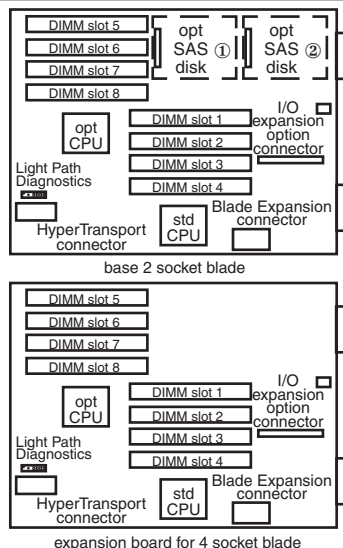 DIMM slot 5
DIMM slot 6
DIMM slot 7
DIMM slot 8
opt
SAS ①
disk
opt
SAS ②
disk
opt
CPU
DIMM slot 1
DIMM slot 2
DIMM slot 3
DIMM slot 4
I/O
expansion
option
connector
Light Path
Diagnostics
HyperTransport
connector
std
CPU
Blade Expansion
connector
base 2 socket blade
DIMM slot 5
DIMM slot 6
DIMM slot 7
DIMM slot 8
opt
CPU
DIMM slot 1
DIMM slot 2
DIMM slot 3
DIMM slot 4
I/O
expansion
option
connector
Light Path
Diagnostics
HyperTransport
connector
std
CPU
Blade Expansion
connector
expansion board for 4 socket blade